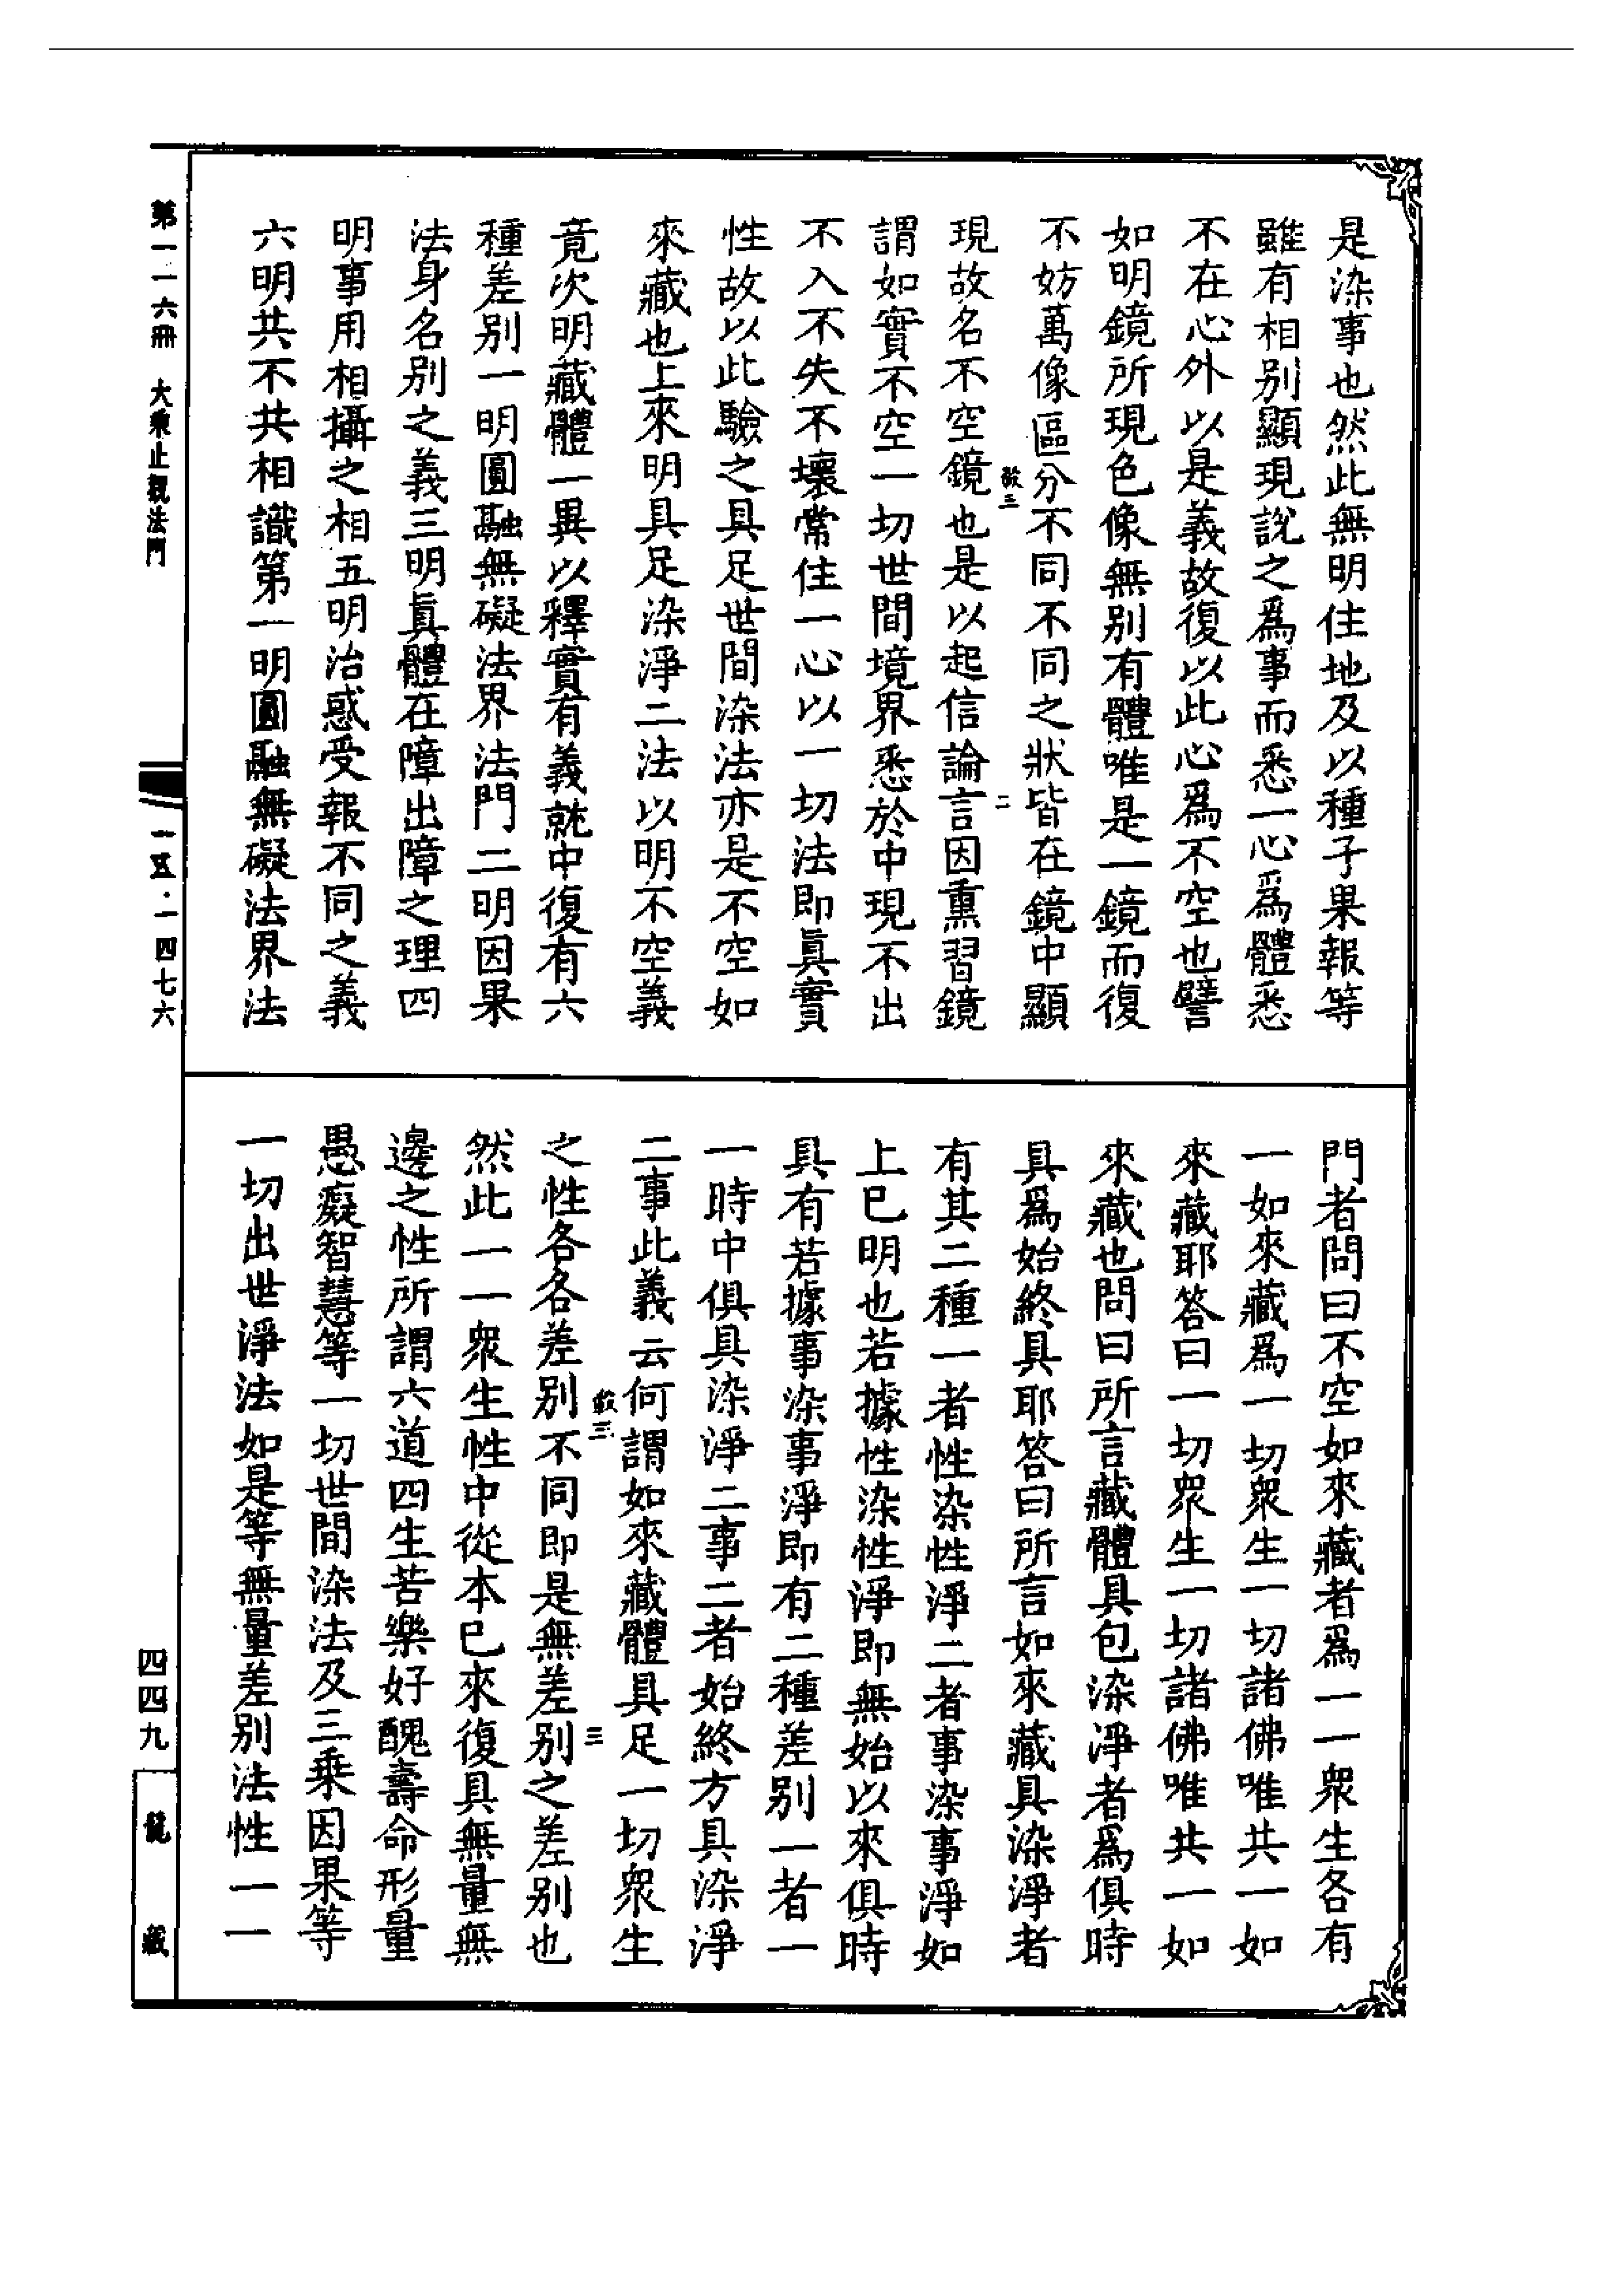 是染事也然此無明住地及以種子果報等
雖有相別顯現說之爲事而悉一心爲體悉
不在心外以是義故復以此心爲不空也譬
如明鏡所現色像無別有體唯是一鏡而復
不妨萬像區分不同不同之狀皆在鏡中顯
二
現故名不空鏡也是以起信論言因熏習鏡
謂如實不空一切世間境界悉於中現不出
不入不失不壞常住一心以一切法即眞實
性故以此驗之具足世間染法亦是不空如
來藏也上來明具足染淨二法以明不空義
竟次明藏體一異以釋實有義就中復有六
種差別一明圓融無礙法界法門二明因果
法身名別之義三明眞體在障出障之理四
明事用相攝之相五明治惑受報不同之義
六明共不共相識第一明圓融無礙法界法
門者問曰不空如來藏者爲一一衆生各有
一如來藏爲一切衆生一切諸佛唯共一如
來藏耶答曰一切衆生一切諸佛唯共一如
來藏也問曰所言藏體具包染淨者爲俱時
具爲始終具耶答曰所言如來藏具染淨者
有其二種一者性染性淨二者事染事淨如
上已明也若據性染性淨即無始以來俱時
具有若據事染事淨即有二種差別一者一
一時中俱具染淨二事二者始終方具染淨
二事此義云何謂如來藏體具足一切衆生
三
之性各各差別不同即是無差別之差別也
然此一一衆生性中從本已來復具無量無
邊之性所謂六道四生苦樂好醜壽命形量
愚癡智慧等一切世間染法及三乘因果等
一切出世淨法如是等無量差別法性一一
第一一六冊 大乘止觀法門
一五·一四七六
四四九
龍藏